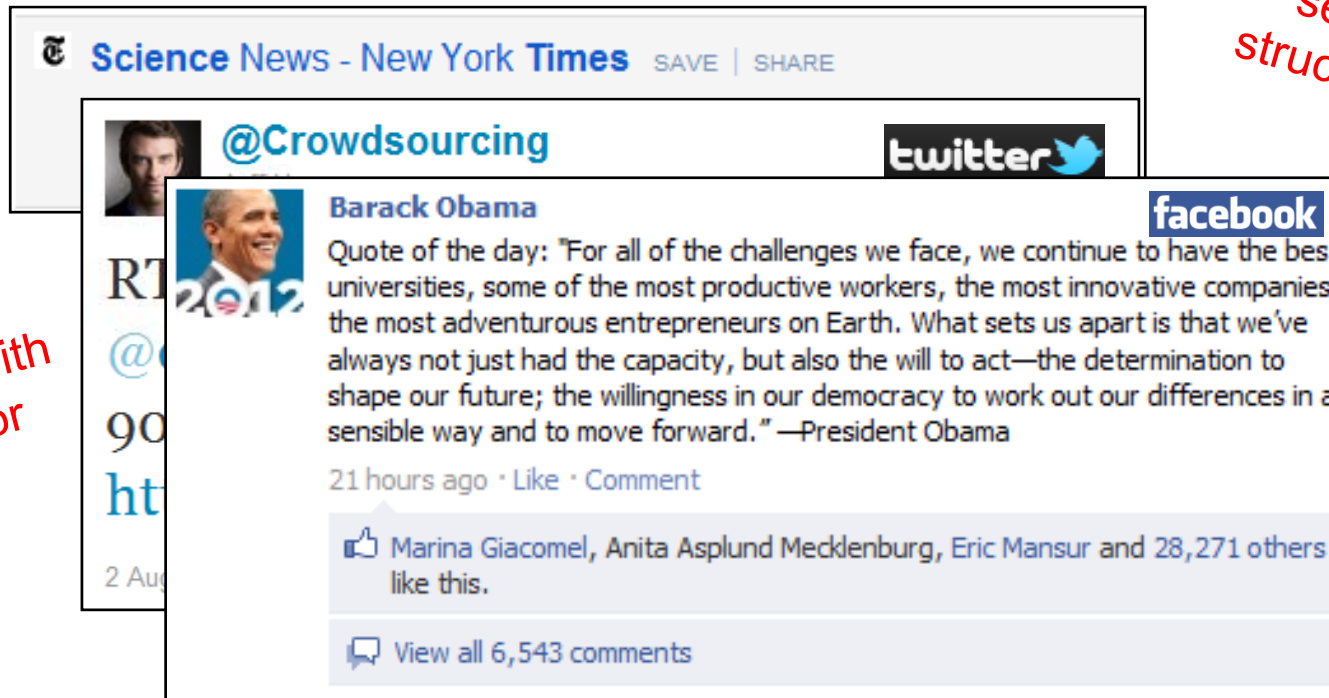 Science News - New York Times SAVE | SHARE
@Crowdsourcing
twitter
Barack Obama
facebook
Quote of the day: "For all of the challenges we face, we continue to have the bes
universities, some of the most productive workers, the most innovative companies
the most adventurous entrepreneurs on Earth. What sets us apart is that we've
always not just had the capacity, but also the will to act—the determination to
shape our future; the willingness in our democracy to work out our differences in a
sensible way and to move forward." —President Obama
2012
21 hours ago · Like · Comment
Marina Giacomel, Anita Asplund Mecklenburg, Eric Mansur and 28,271 others
like this.
View all 6,543 comments
RT
@
90
htt
2 Aug
ith
or
se
struc